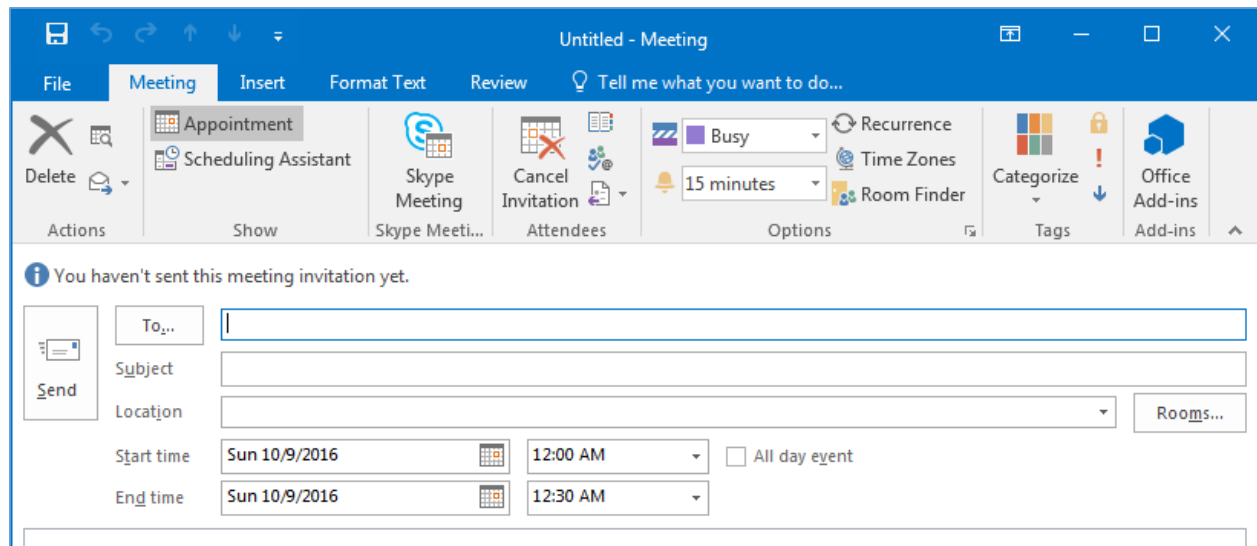 Untitled - Meeting
File Meeting Insert Format Text Review Tell me what you want to do...
Delete
Actions
Appointment
Scheduling Assistant
Show
Skype
Meeting
Skype Meeti...
Cancel
Invitation
Attendees
Busy
15 minutes
Recurrence
Time Zones
Room Finder
Options
Categorize
Tags
Office
Add-ins
Add-ins
You haven't sent this meeting invitation yet.
Send
To...
Subject
Location Rooms...
Start time Sun 10/9/2016 12:00 AM All day event
End time Sun 10/9/2016 12:30 AM